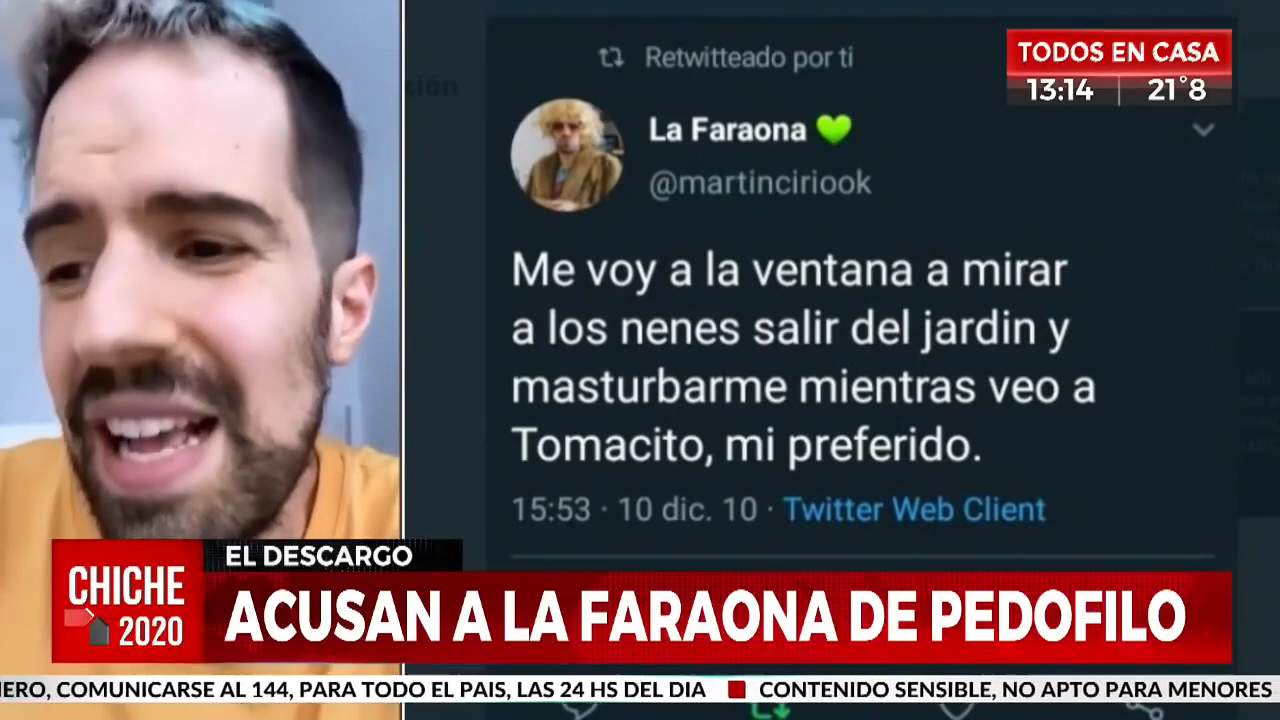 Retwitteado por ti
TODOS EN CASA
13:14 21°8
La Faraona
@martinciriook
Me voy a la ventana a mirar
a los nenes salir del jardin y
masturbarme mientras veo a
Tomacito, mi preferido.
15:53 · 10 dic. 10 · Twitter Web Client
EL DESCARGO
CHICHE
2020
ACUSAN A LA FARAONA DE PEDOFILO
NERO, COMUNICARSE AL 144, PARA TODO EL PAIS, LAS 24 HS DEL DIA CONTENIDO SENSIBLE, NO APTO PARA MENORES